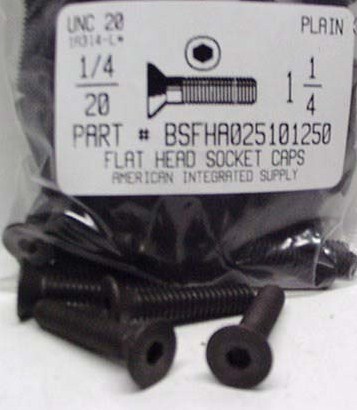 UNC 20 PLAIN
1/4
20
1 1/4
PART # BSFHA025101250
FLAT HEAD SOCKET CAPS
AMERICAN INTEGRATED SUPPLY